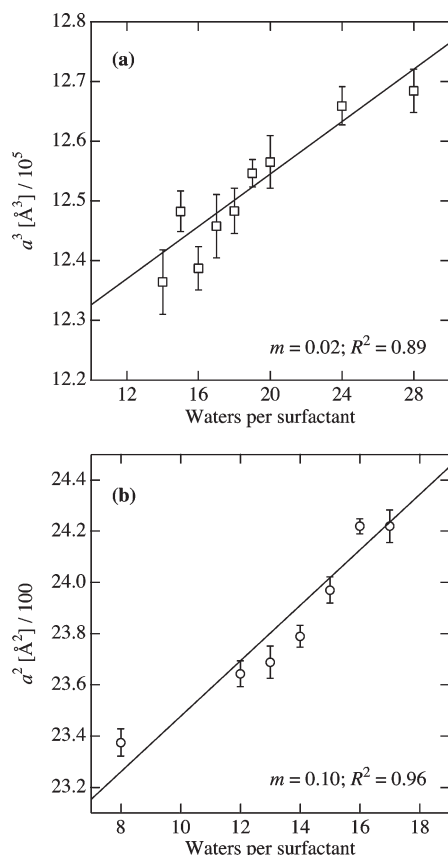 12.8
(a)
12.7
12.6
12.5
12.4
12.3
12.2
a³ [Å³] / 10⁵
m = 0.02; R² = 0.89
12 16 20 24 28
Waters per surfactant
24.4
(b)
24.2
24.0
23.8
23.6
23.4
23.2
a² [Å²] / 100
m = 0.10; R² = 0.96
8 10 12 14 16 18
Waters per surfactant